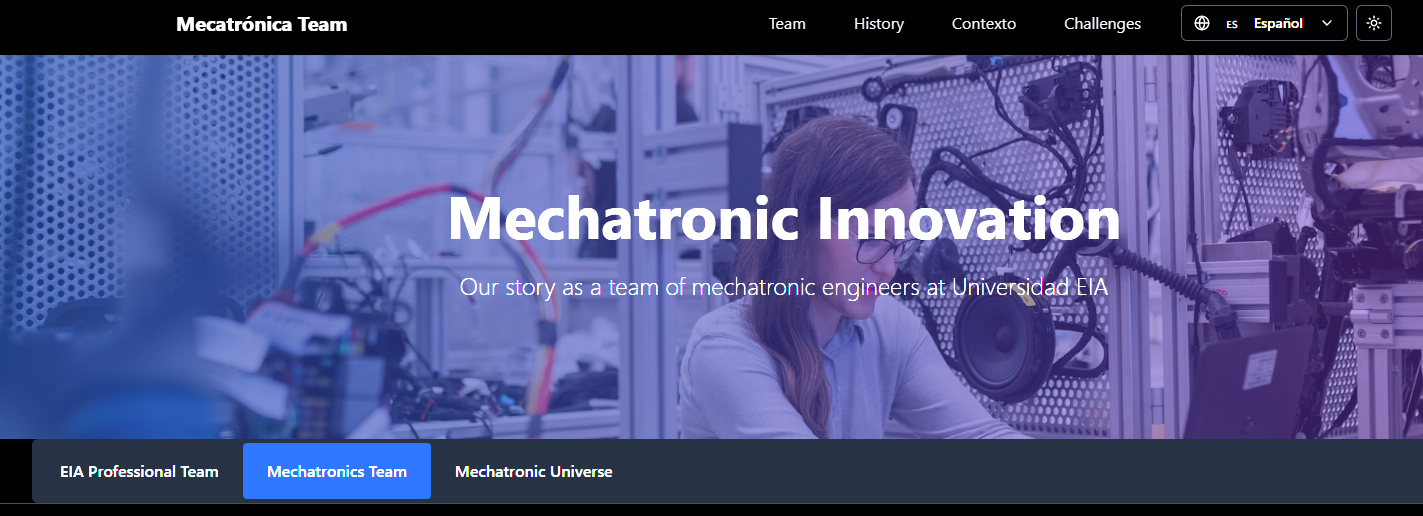 Mecatrónica Team Team History Contexto Challenges ES Español
Mechatronic Innovation
Our story as a team of mechatronic engineers at Universidad EIA
EIA Professional Team Mechatronics Team Mechatronic Universe